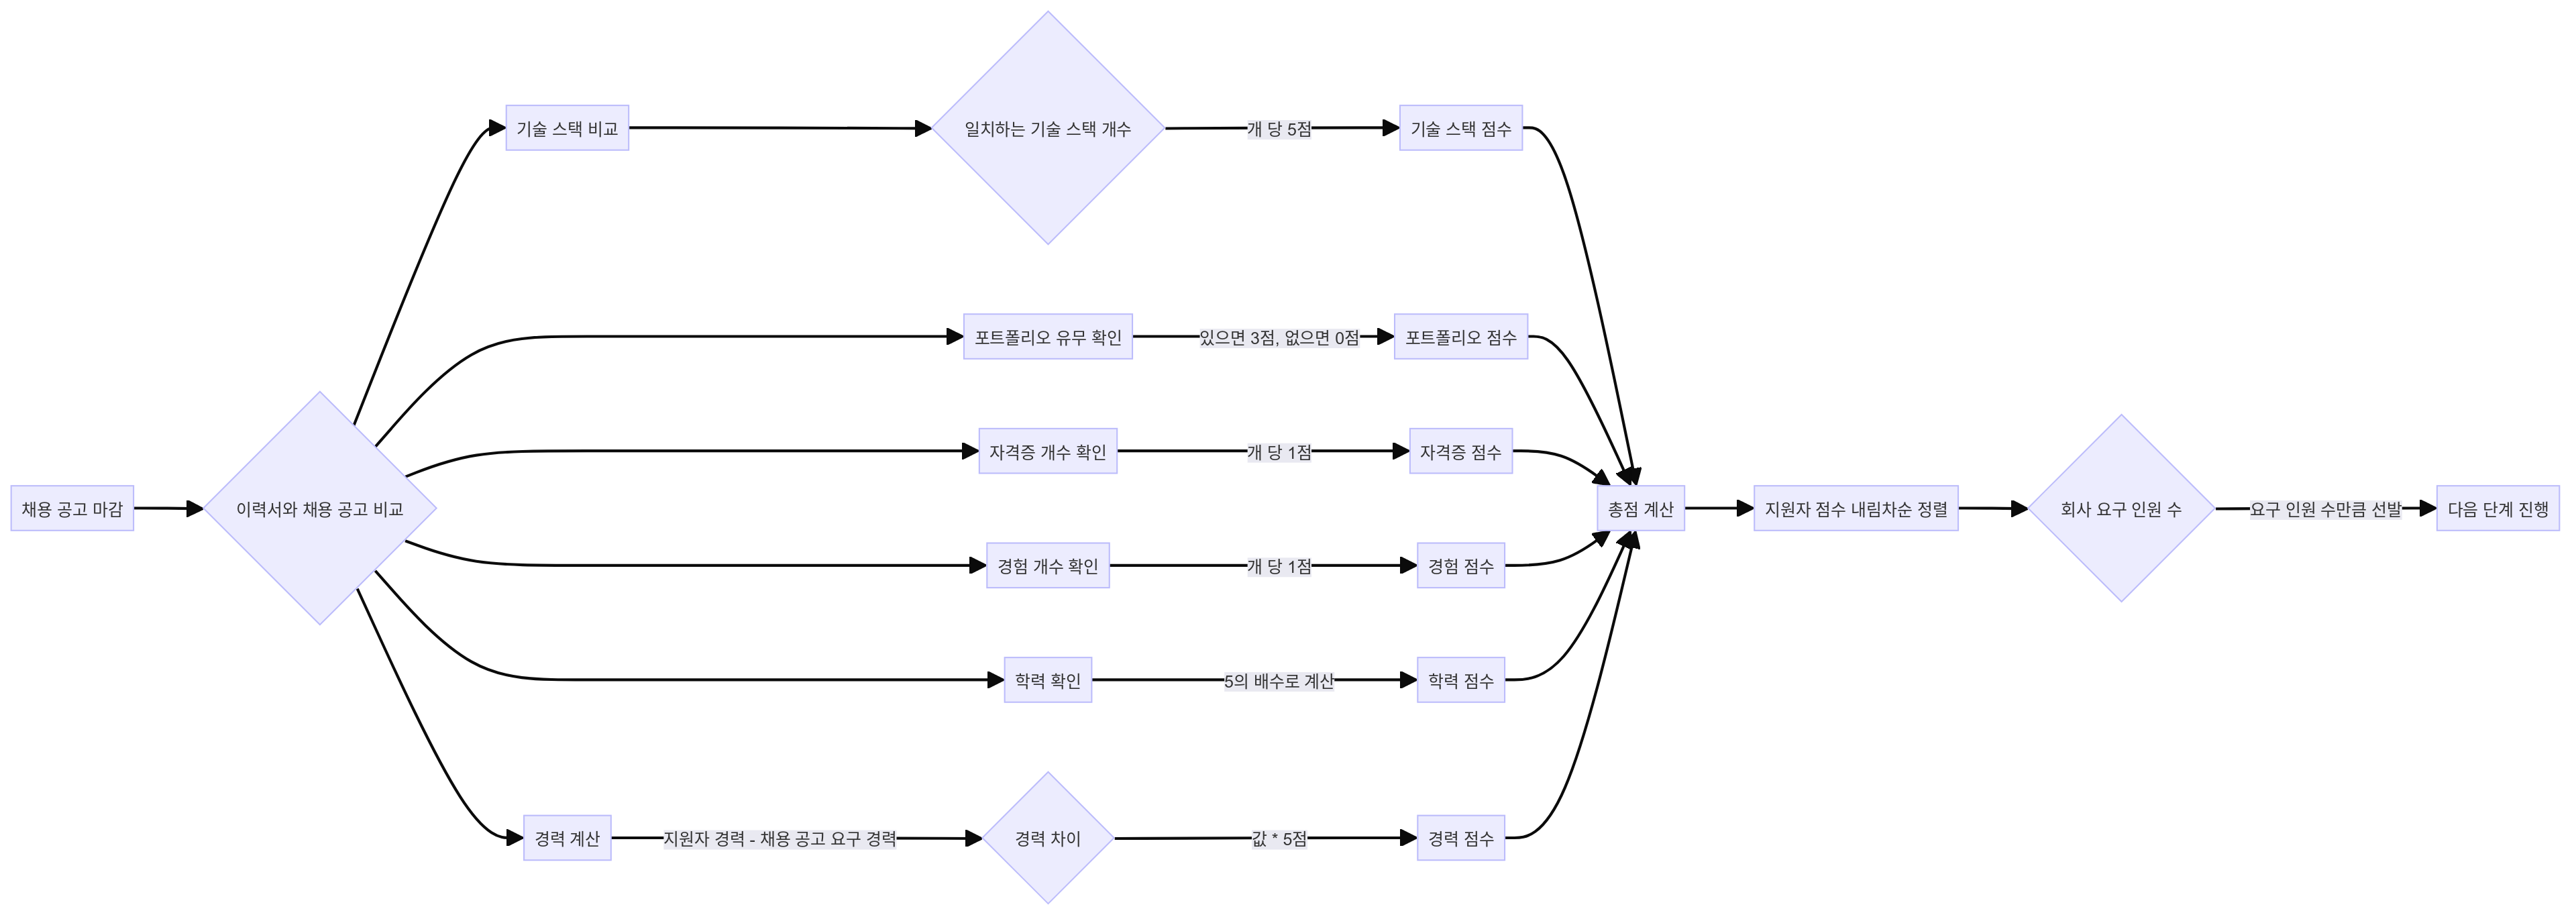 기술 스택 비교
일치하는 기술 스택 개수
개 당 5점
기술 스택 점수
포트폴리오 유무 확인
있으면 3점, 없으면 0점
포트폴리오 점수
자격증 개수 확인
개 당 1점
자격증 점수
채용 공고 마감
이력서와 채용 공고 비교
총점 계산
지원자 점수 내림차순 정렬
회사 요구 인원 수
요구 인원 수만큼 선발
다음 단계 진행
경험 개수 확인
개 당 1점
경험 점수
학력 확인
5의 배수로 계산
학력 점수
경력 계산
지원자 경력 - 채용 공고 요구 경력
경력 차이
값 * 5점
경력 점수